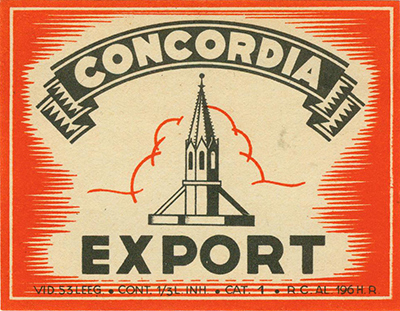 CONCORDIA
EXPORT
VID. 5.3 LEEG. • CONT. 1/3 L. INH. • CAT. 1 • R.C. AL. 196 H.R